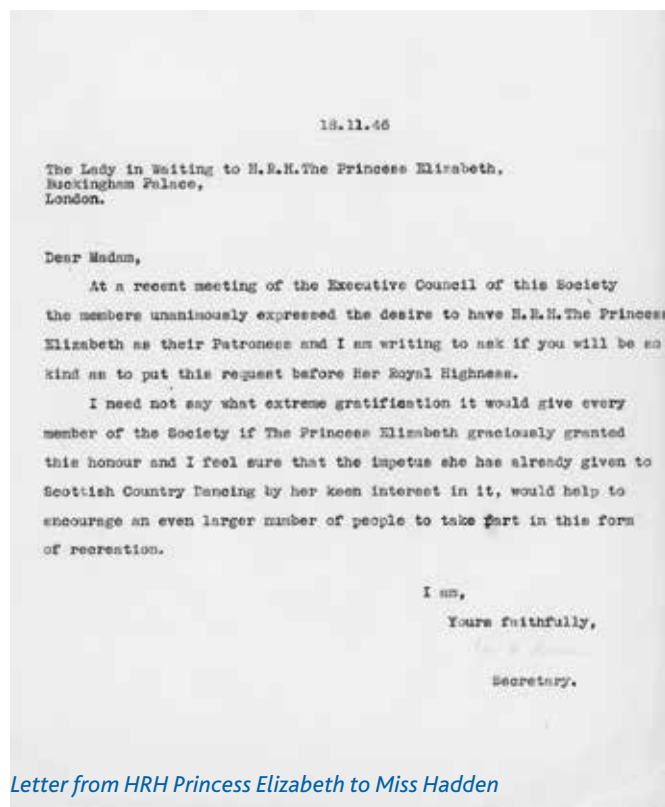 18.11.46
The Lady in Waiting to H.R.H.The Princess Elizabeth,
Buckingham Palace,
London.
Dear Madam,
At a recent meeting of the Executive Council of this Society
the members unanimously expressed the desire to have H.R.H.The Princess
Elizabeth as their Patroness and I am writing to ask if you will be so
kind as to put this request before Her Royal Highness.
I need not say what extreme gratification it would give every
member of the Society if The Princess Elizabeth graciously granted
this honour and I feel sure that the impetus she has already given to
Scottish Country Dancing by her keen interest in it, would help to
encourage an even larger number of people to take part in this form
of recreation.
I am,
Yours faithfully,
Secretary.
Letter from HRH Princess Elizabeth to Miss Hadden